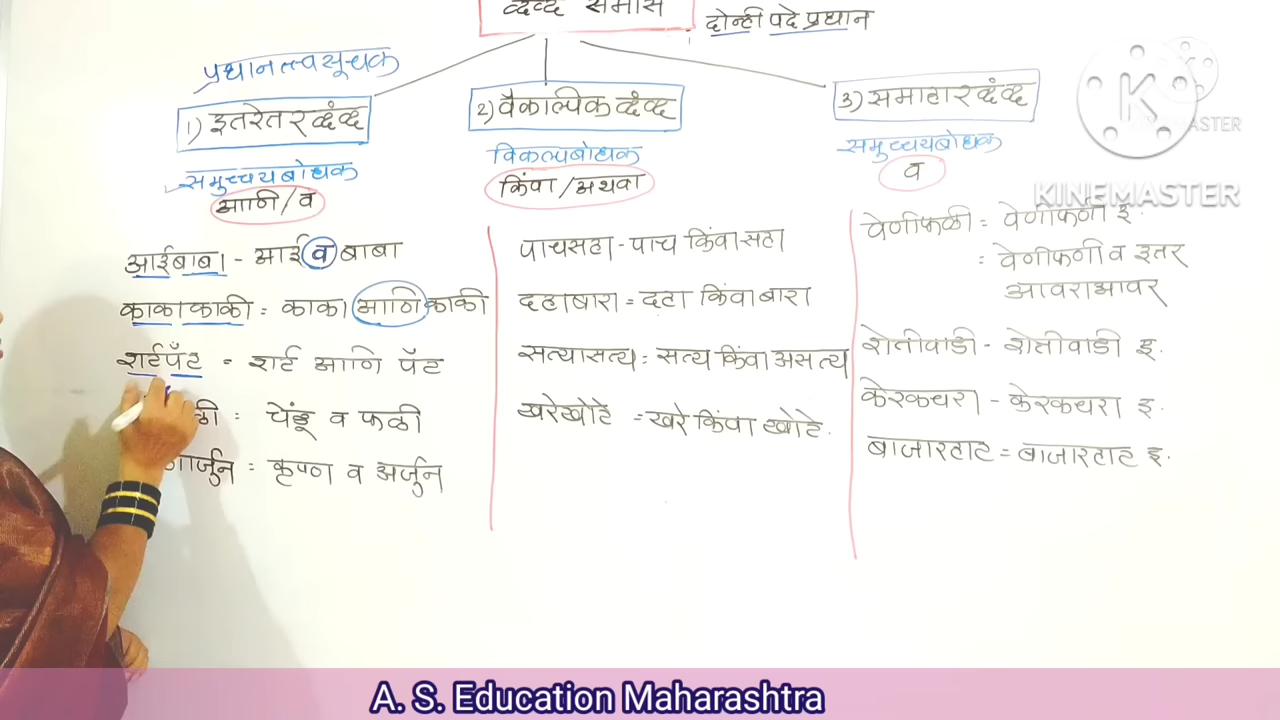 द्वंद्व समास
दोन्ही पदे प्रधान
प्रधानत्त्वसूचक
1) इतरेतर द्वंद्व
समुच्चयबोधक
आणि / व
आईबाबा - आई व बाबा
काकाकाकी = काका आणि काकी
शर्टपँट = शर्ट आणि पॅट
ळी = चेंडू व फळी
र्जुन = कृष्ण व अर्जुन
2) वैकल्पिक द्वंद्व
विकल्पबोधक
किंवा / अथवा
पाचसहा - पाच किंवा सहा
दहाबारा = दहा किंवा बारा
सत्यासत्य = सत्य किंवा असत्य
खरेखोटे = खरे किंवा खोटे.
3) समाहार द्वंद्व
समुच्चयबोधक
व
वेणीफळी = वेणीफणी इ.
= वेणीफणी व इतर
आवराआवर
शेतीवाडी - शेतीवाडी इ.
केरकचरा - केरकचरा इ.
बाजारहाट = बाजारहाट इ.
K
KINEMASTER
A. S. Education Maharashtra